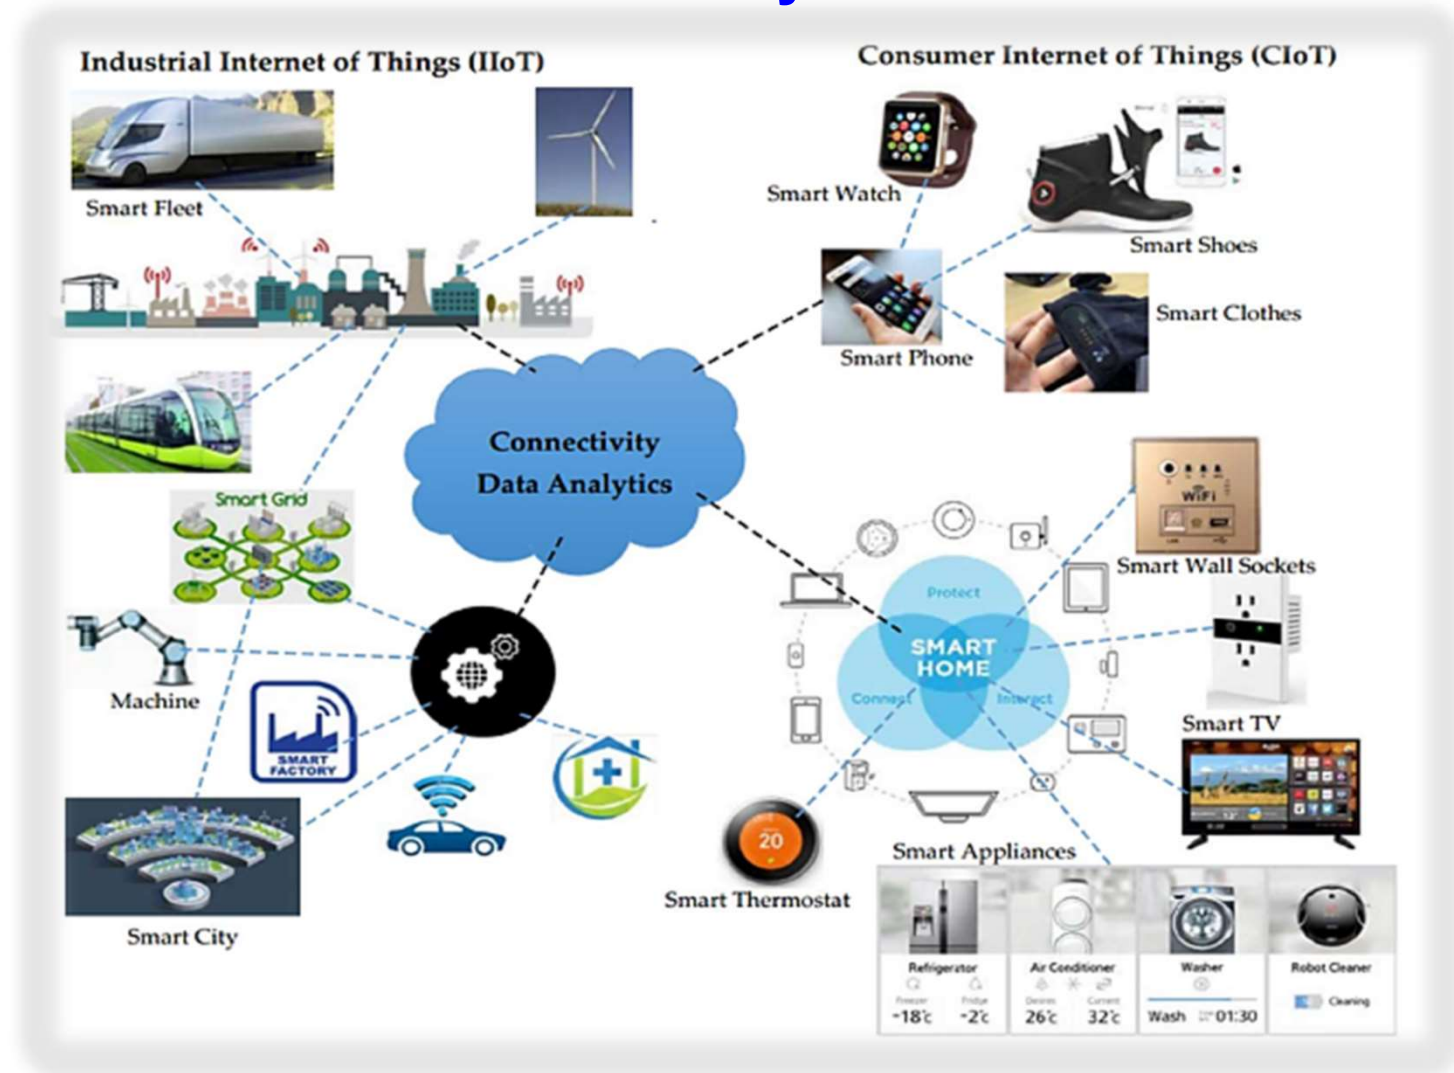 Industrial Internet of Things (IIoT)
Consumer Internet of Things (CIoT)
Smart Fleet
Smart Watch
Smart Shoes
Smart Clothes
Smart Phone
Connectivity
Data Analytics
Smart Grid
WiFi
Smart Wall Sockets
Protect
SMART
HOME
Connect
Interact
Machine
SMART
FACTORY
Smart TV
20
Smart City
Smart Thermostat
Smart Appliances
Refrigerator
Freezer Fridge
-18°c -2°c
Air Conditioner
Desires Current
26°c 32°c
Washer
Wash 01:30
Robot Cleaner
Cleaning